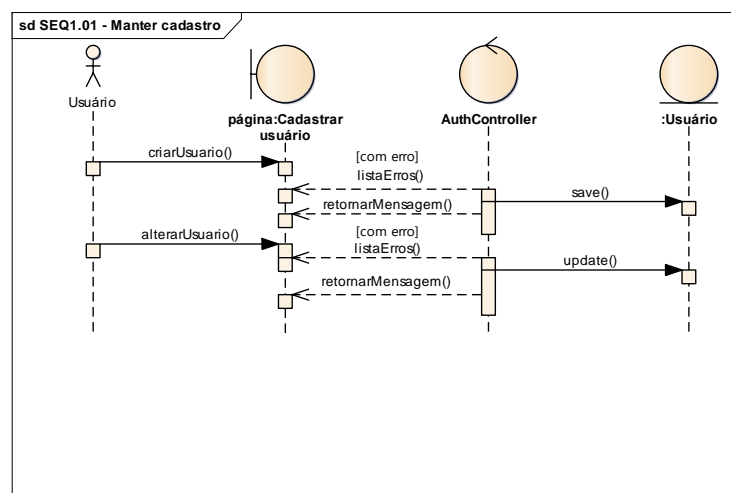 sd SEQ1.01 - Manter cadastro
Usuário
página:Cadastrar
usuário
AuthController
:Usuário
criarUsuario()
[com erro]
listaErros()
save()
retornarMensagem()
alterarUsuario()
[com erro]
listaErros()
update()
retornarMensagem()